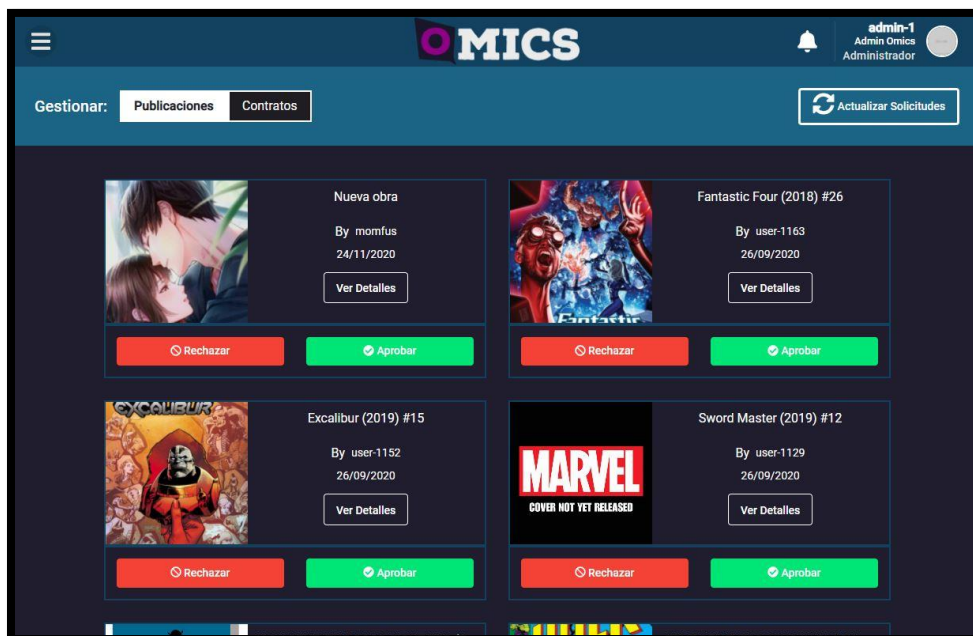 OMICS
admin-1
Admin Omics
Administrador
Gestionar:
Publicaciones
Contratos
Actualizar Solicitudes
Nueva obra
By momfus
24/11/2020
Ver Detalles
Rechazar
Aprobar
Fantastic Four (2018) #26
By user-1163
26/09/2020
Ver Detalles
Fantastic
Rechazar
Aprobar
EXCALIBUR
Excalibur (2019) #15
By user-1152
26/09/2020
Ver Detalles
Rechazar
Aprobar
MARVEL
COVER NOT YET RELEASED
Sword Master (2019) #12
By user-1129
26/09/2020
Ver Detalles
Rechazar
Aprobar